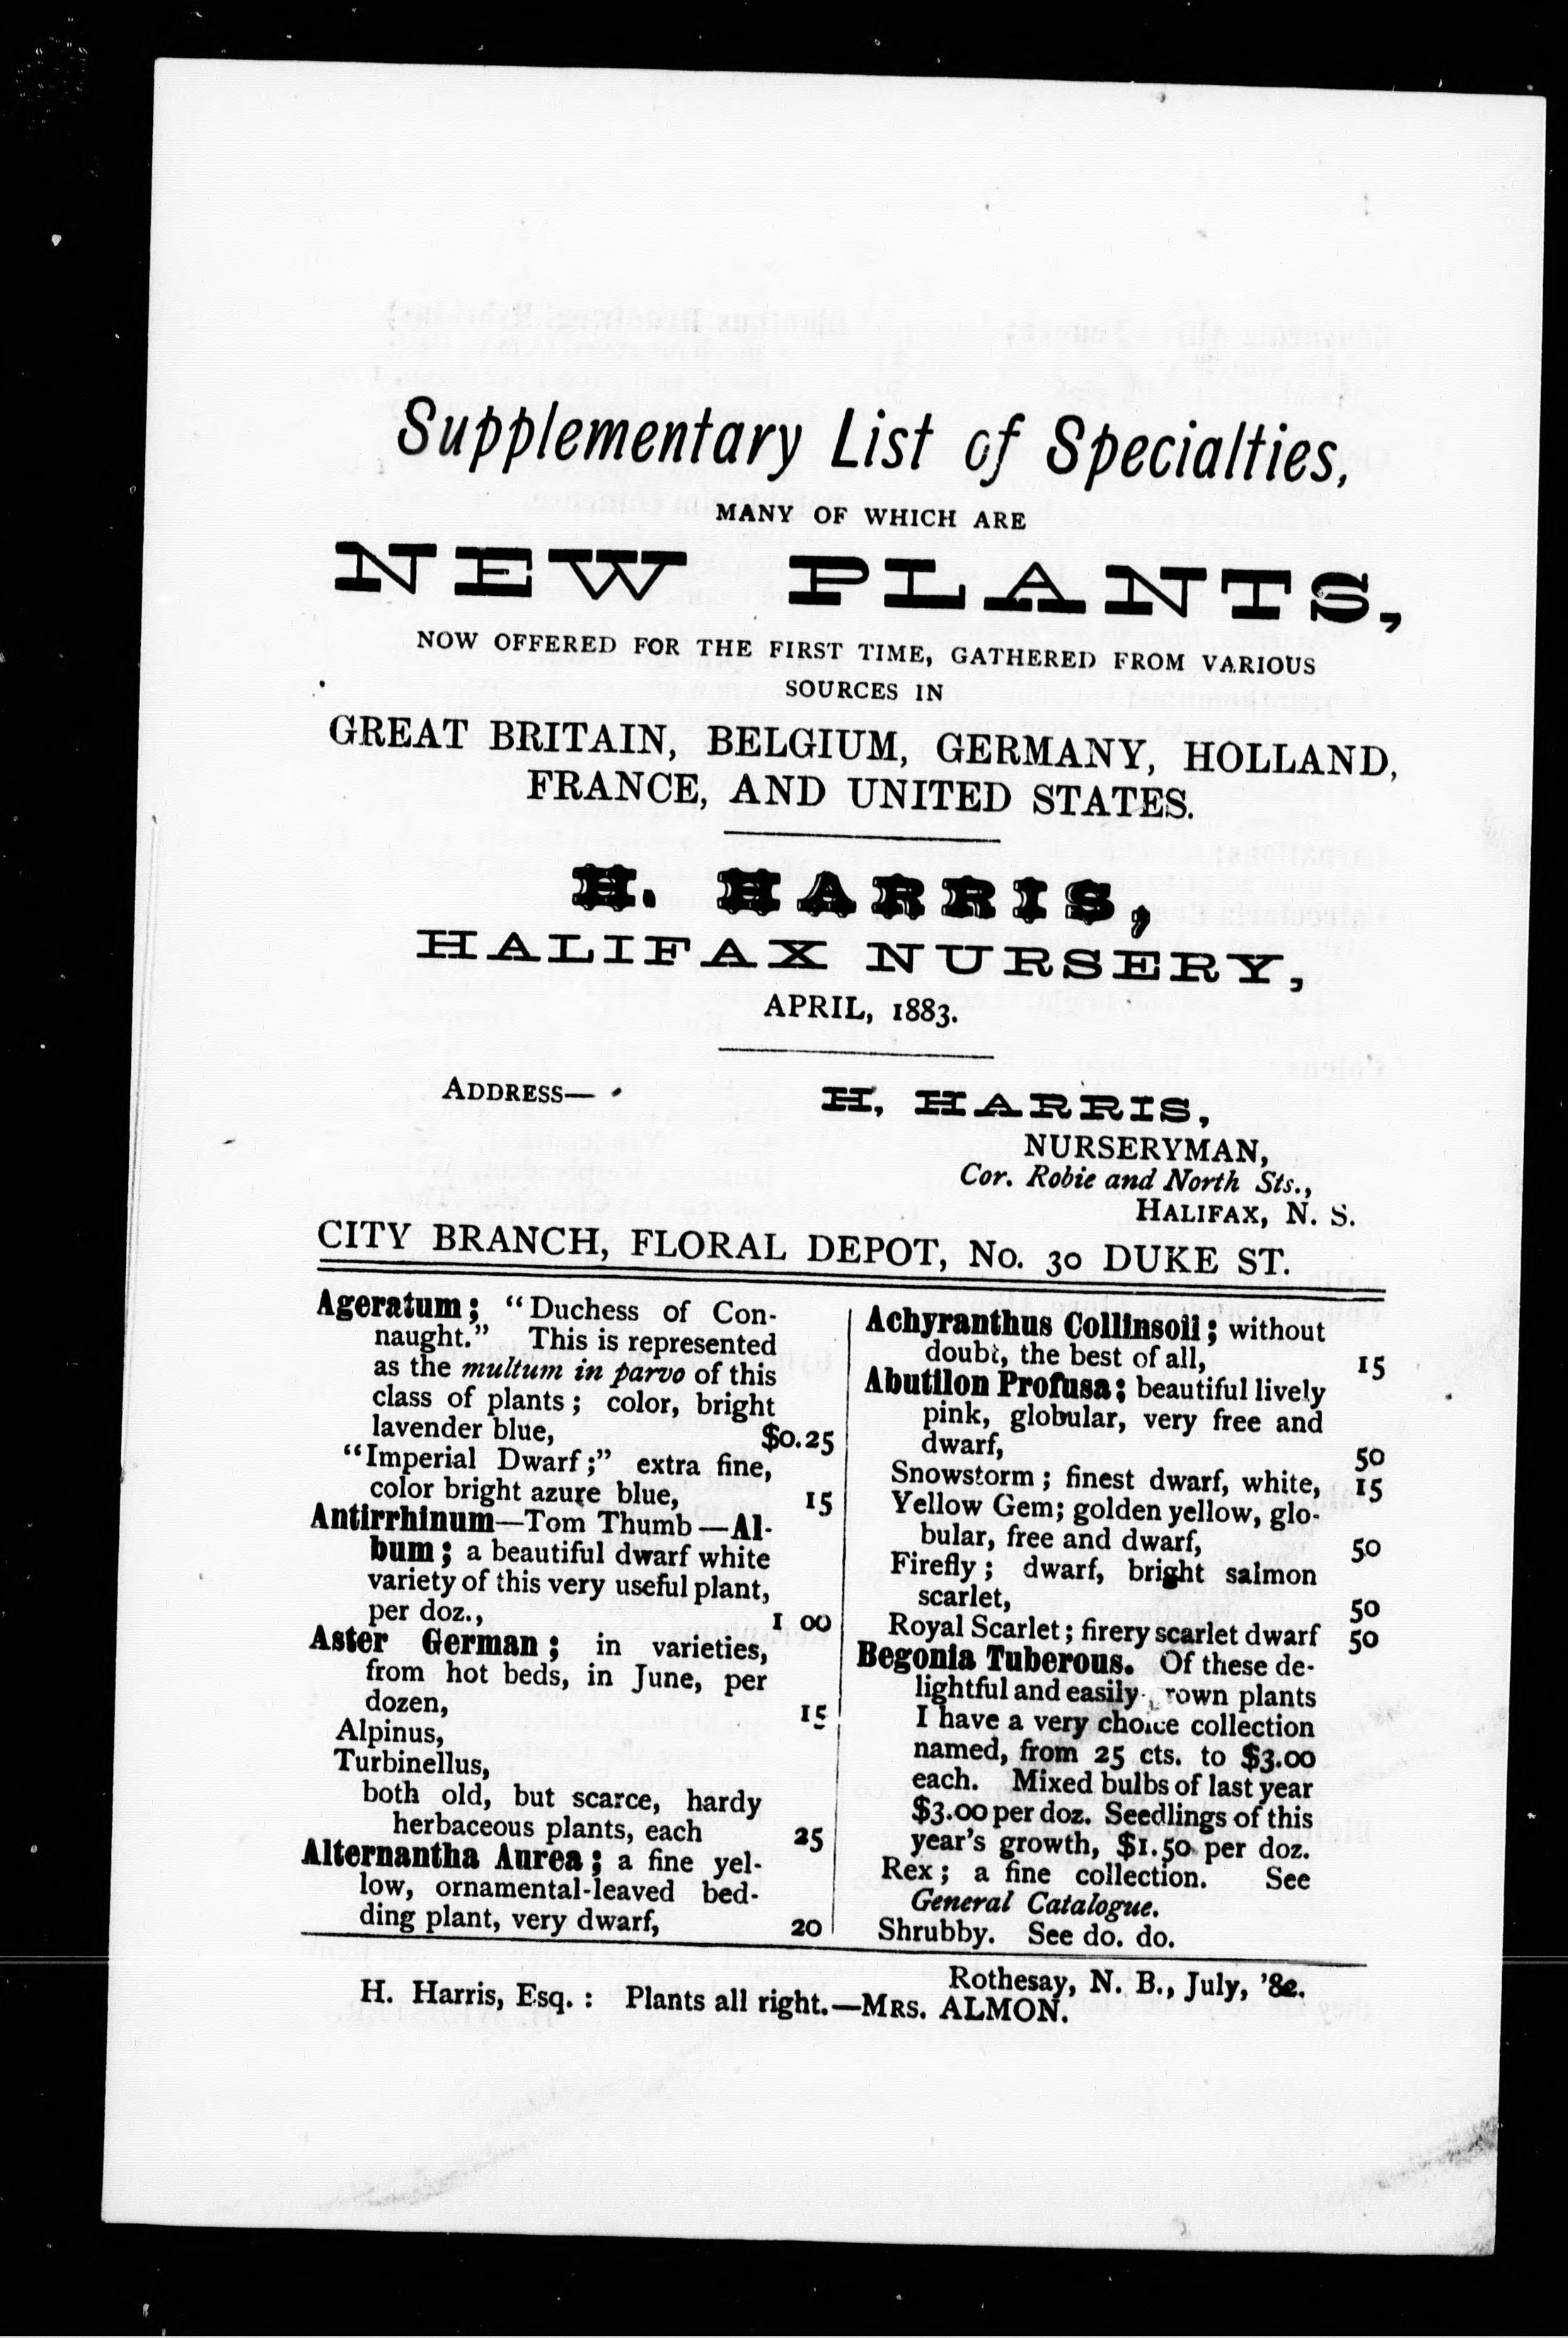 Supplementary List of Specialties,
MANY OF WHICH ARE
NEW PLANTS,
NOW OFFERED FOR THE FIRST TIME, GATHERED FROM VARIOUS
SOURCES IN
GREAT BRITAIN, BELGIUM, GERMANY, HOLLAND,
FRANCE, AND UNITED STATES.
H. HARRIS,
HALIFAX NURSERY,
APRIL, 1883.
ADDRESS—
H. HARRIS,
NURSERYMAN,
Cor. Robie and North Sts.,
HALIFAX, N. S.
CITY BRANCH, FLORAL DEPOT, No. 30 DUKE ST.
Ageratum; "Duchess of Con-
naught." This is represented
as the multum in parvo of this
class of plants; color, bright
lavender blue, $0.25
"Imperial Dwarf;" extra fine,
color bright azure blue, 15
Antirrhinum—Tom Thumb—Al-
bum; a beautiful dwarf white
variety of this very useful plant,
per doz., 1 00
Aster German; in varieties,
from hot beds, in June, per
dozen, 15
Alpinus,
Turbinellus,
both old, but scarce, hardy
herbaceous plants, each 25
Alternantha Aurea; a fine yel-
low, ornamental-leaved bed-
ding plant, very dwarf, 20
Achyranthus Collinsoii; without
doubt, the best of all, 15
Abutilon Profusa; beautiful lively
pink, globular, very free and
dwarf, 50
Snowstorm; finest dwarf, white, 15
Yellow Gem; golden yellow, glo-
bular, free and dwarf, 50
Firefly; dwarf, bright salmon
scarlet, 50
Royal Scarlet; firery scarlet dwarf 50
Begonia Tuberous. Of these de-
lightful and easily rown plants
I have a very choice collection
named, from 25 cts. to $3.00
each. Mixed bulbs of last year
$3.00 per doz. Seedlings of this
year's growth, $1.50 per doz.
Rex; a fine collection. See
General Catalogue.
Shrubby. See do. do.
Rothesay, N. B., July, '82.
H. Harris, Esq.: Plants all right.—MRS. ALMON.